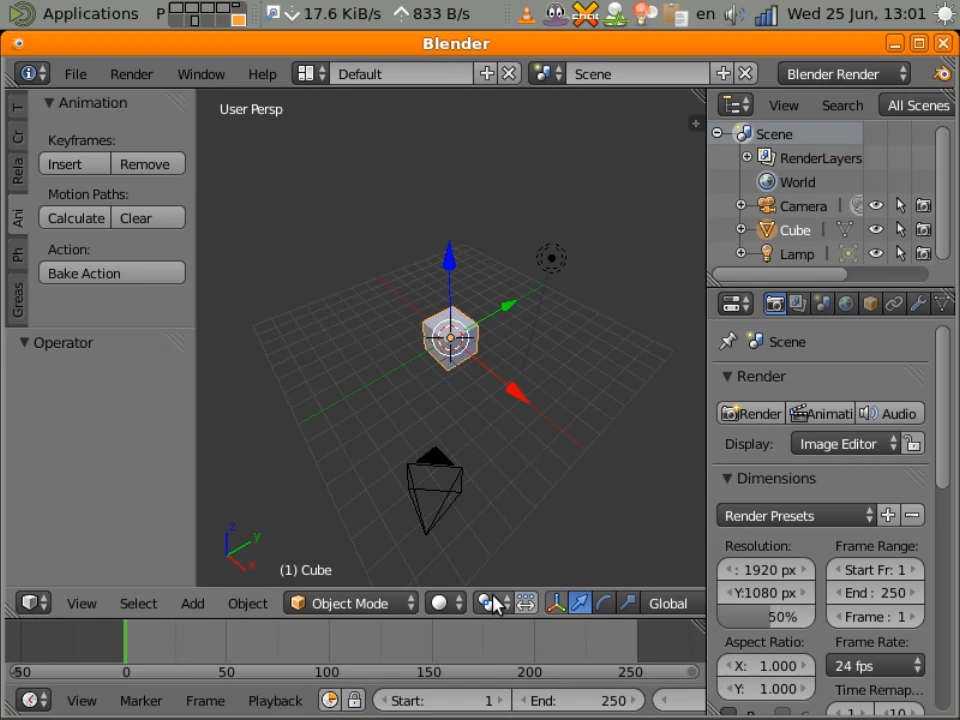 Applications P 17.6 KiB/s 833 B/s chat en Wed 25 Jun, 13:01
Blender
File Render Window Help Default Scene Blender Render
T
Cr
Rela
Ani
Ph
Greas
Animation
Keyframes:
Insert Remove
Motion Paths:
Calculate Clear
Action:
Bake Action
Operator
User Persp
z
y
x
(1) Cube
View Select Add Object Object Mode Global
-50 0 50 100 150 200 250
View Marker Frame Playback Start: 1 End: 250
View Search All Scenes
Scene
RenderLayers
World
Camera
Cube
Lamp
Scene
Render
Render Animati Audio
Display: Image Editor
Dimensions
Render Presets
Resolution: Frame Range:
: 1920 px Start Fr: 1
Y:1080 px End : 250
50% Frame : 1
Aspect Ratio: Frame Rate:
X: 1.000 24 fps
Y: 1.000 Time Remap...